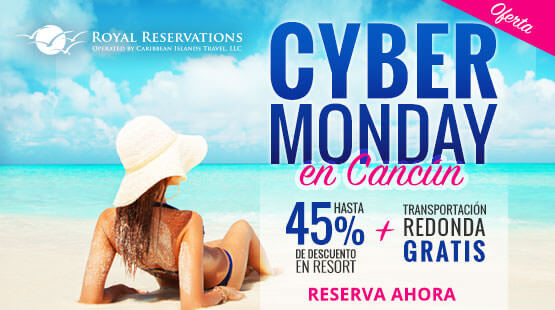 ROYAL RESERVATIONS
OPERATED BY CARIBBEAN ISLANDS TRAVEL, LLC
Oferta
CYBER
MONDAY
en Cancún
HASTA
45%
DE DESCUENTO
EN RESORT
+
TRANSPORTACIÓN
REDONDA
GRATIS
RESERVA AHORA